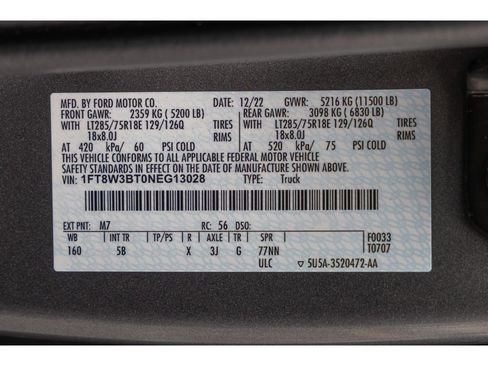 MFD. BY FORD MOTOR CO. 12/22 GVWR: 5216 KG (11500 LB)
FRONT GAWR: 2359 KG ( 5200 LB) REAR GAWR: 3098 KG ( 6830 LB)
WITH LT285/75R18E 129/126Q TIRES WITH LT285/75R18E 129/126Q TIRES
18x8.0J 18x8.0J
AT 420 kPa/ 60 PSI COLD AT 520 kPa/ 75 PSI COLD
THIS VEHICLE CONFORMS TO ALL APPLICABLE FEDERAL MOTOR VEHICLE
SAFETY STANDARDS IN EFFECT ON THE DATE OF MANUFACTURE SHOWN ABOVE.
VIN: 1FT8W3BT0NEG13028 TYPE: Truck
EXT PNT: M7 RC: 56 DSO:
WB INT TR TP/PS R AXLE TR SPR F0033
160 5B X 3J G 77NN T0707
ULC ▽ 5U5A-3520472-AA